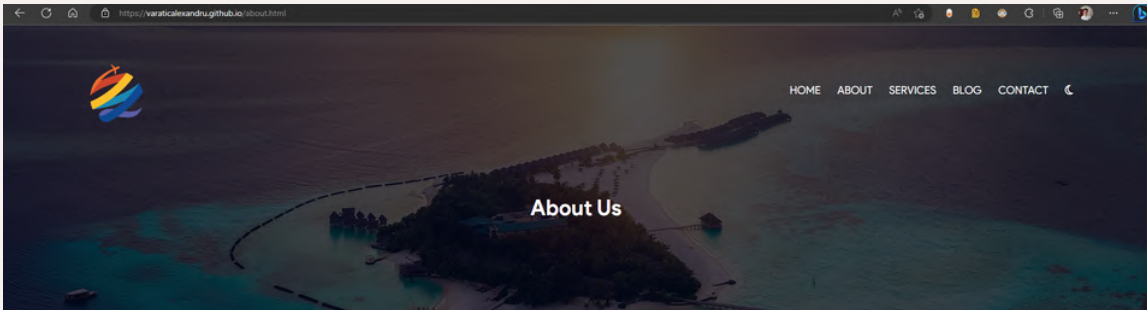 https://varaticalexandru.github.io/about.html
HOME ABOUT SERVICES BLOG CONTACT
About Us